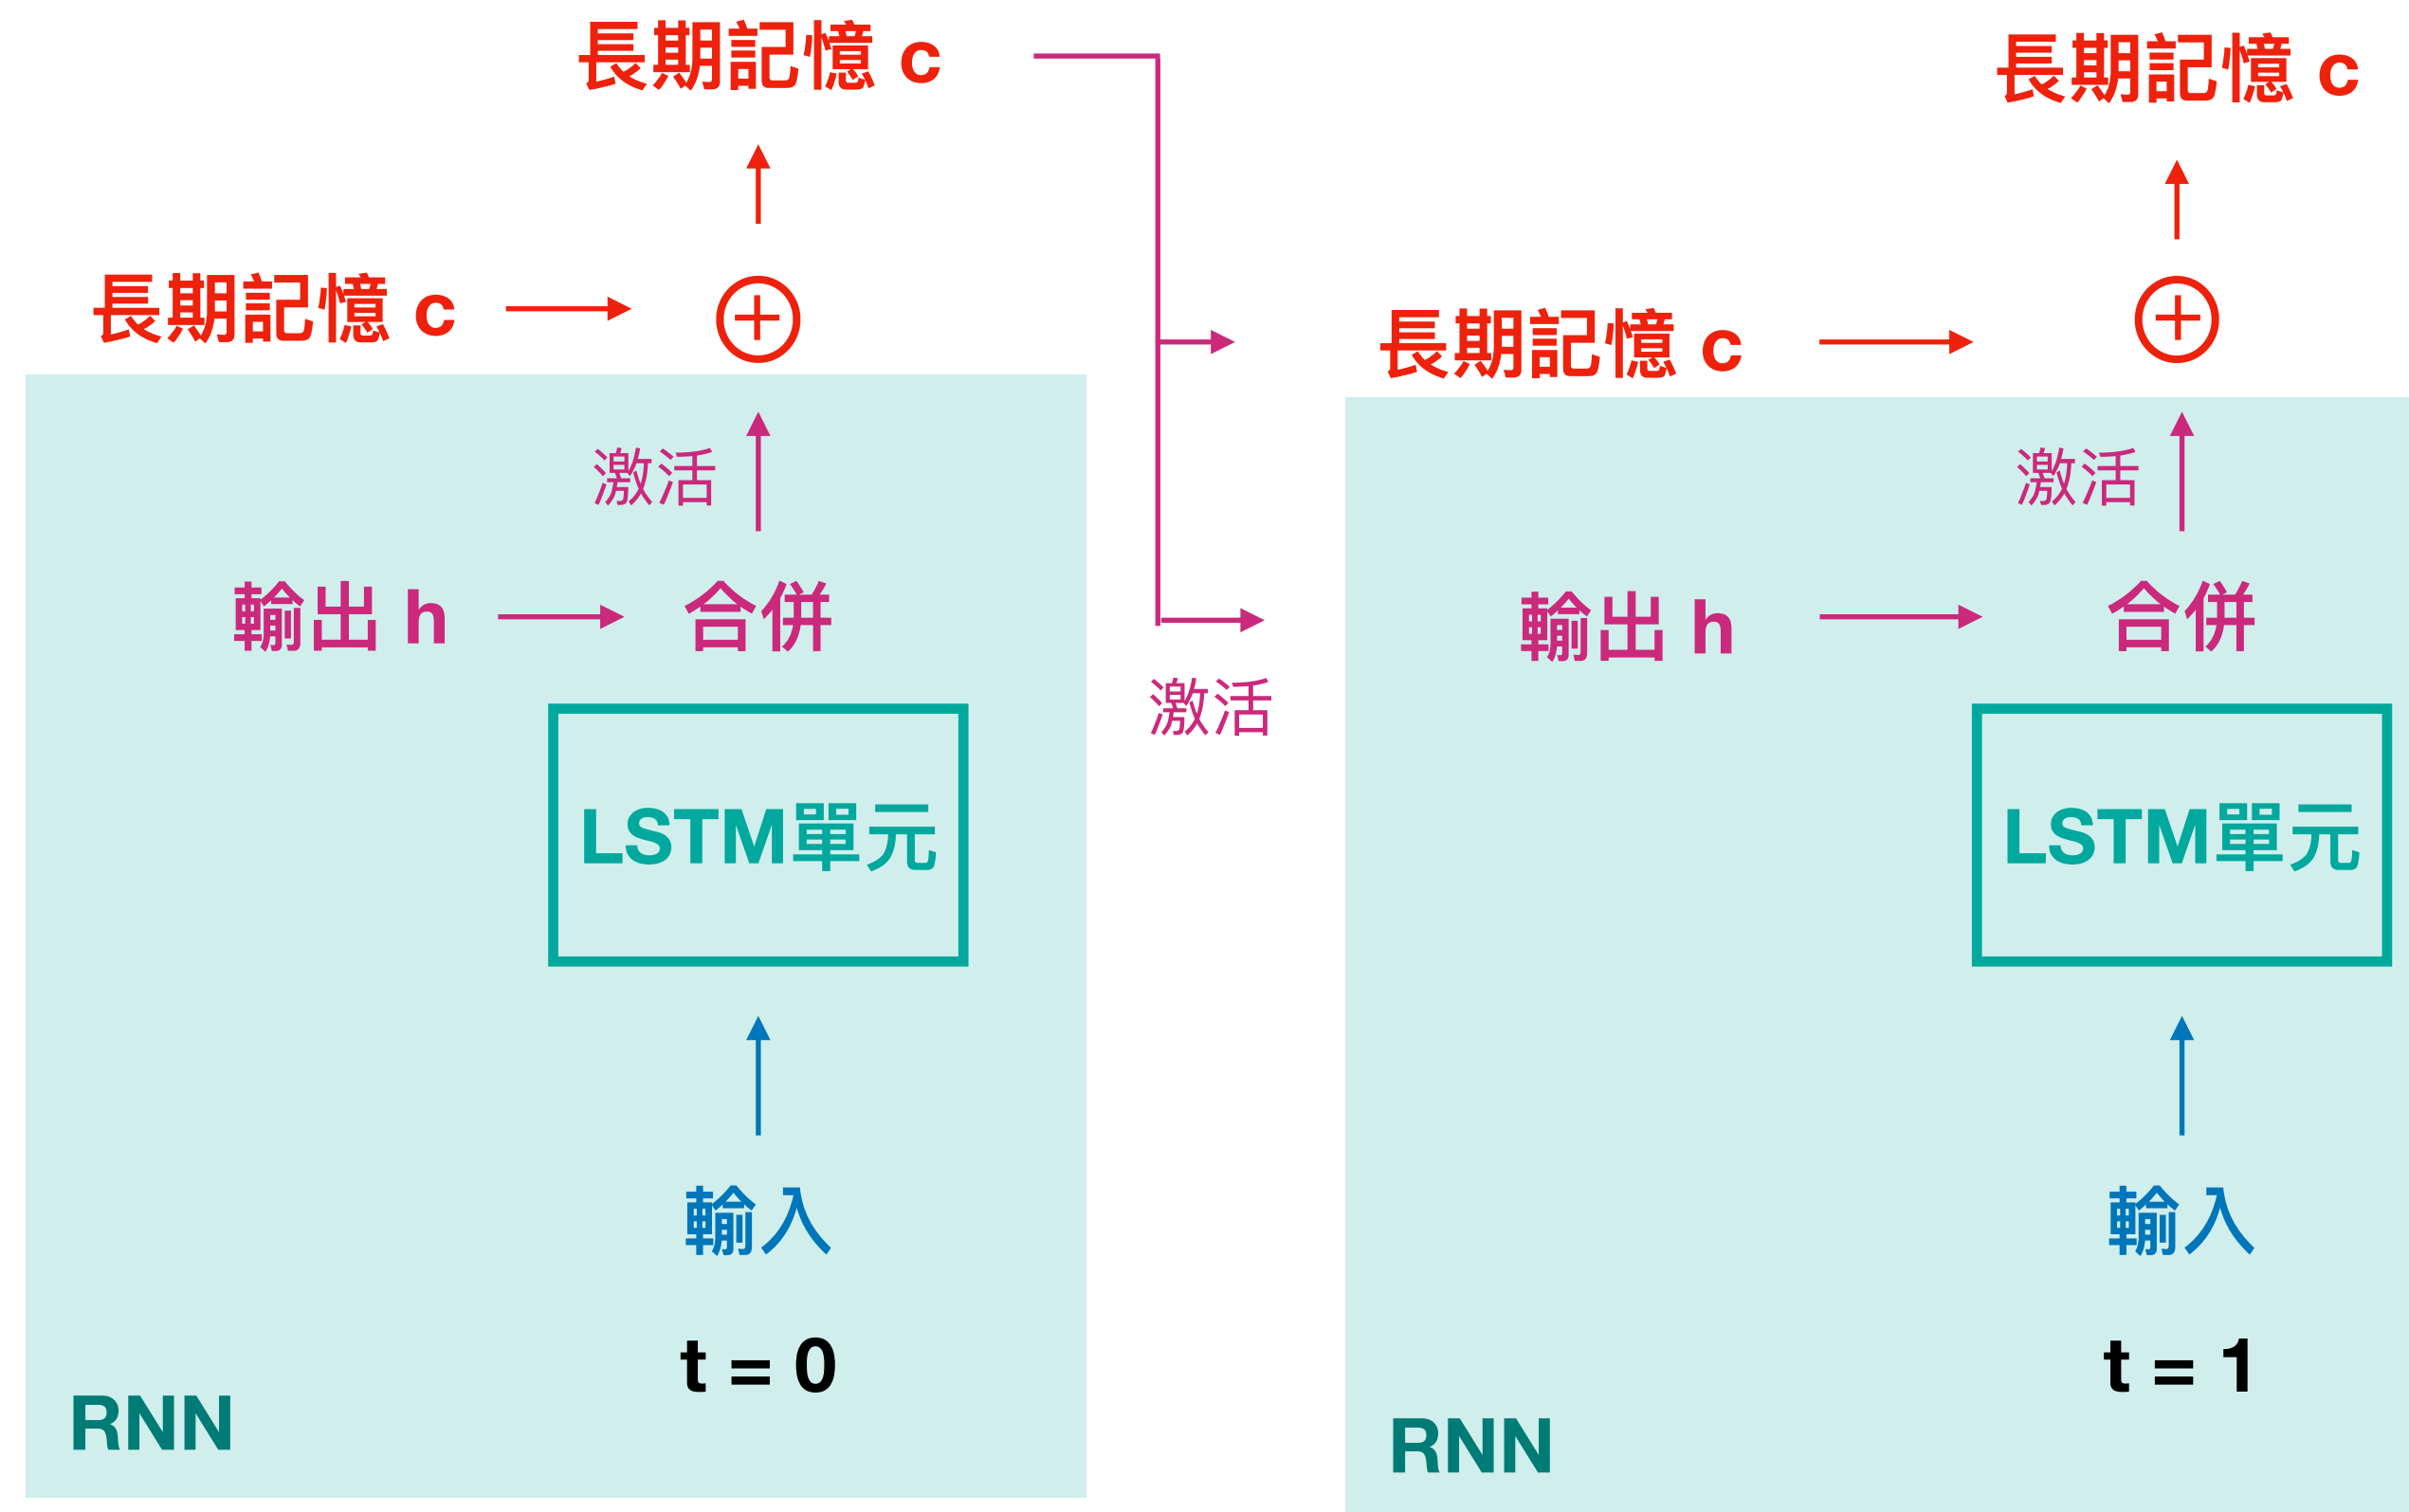 長期記憶 c
長期記憶 c
激活
輸出 h
合併
LSTM單元
輸入
t = 0
RNN
激活
長期記憶 c
長期記憶 c
激活
輸出 h
合併
LSTM單元
輸入
t = 1
RNN